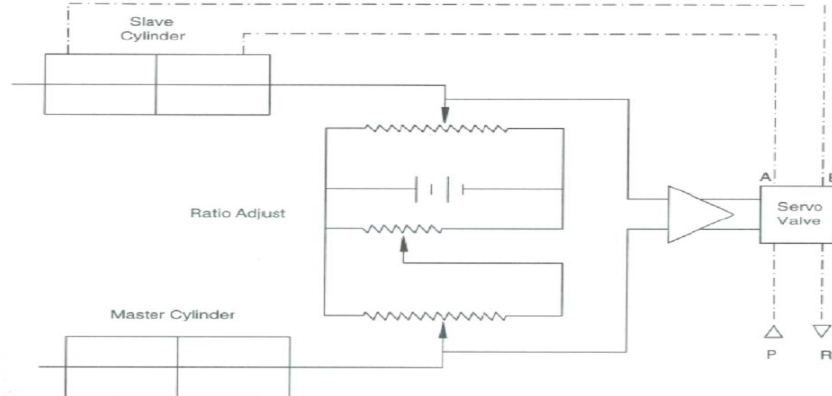 Slave
Cylinder
A
Servo
Valve
Ratio Adjust
Master Cylinder
P
R